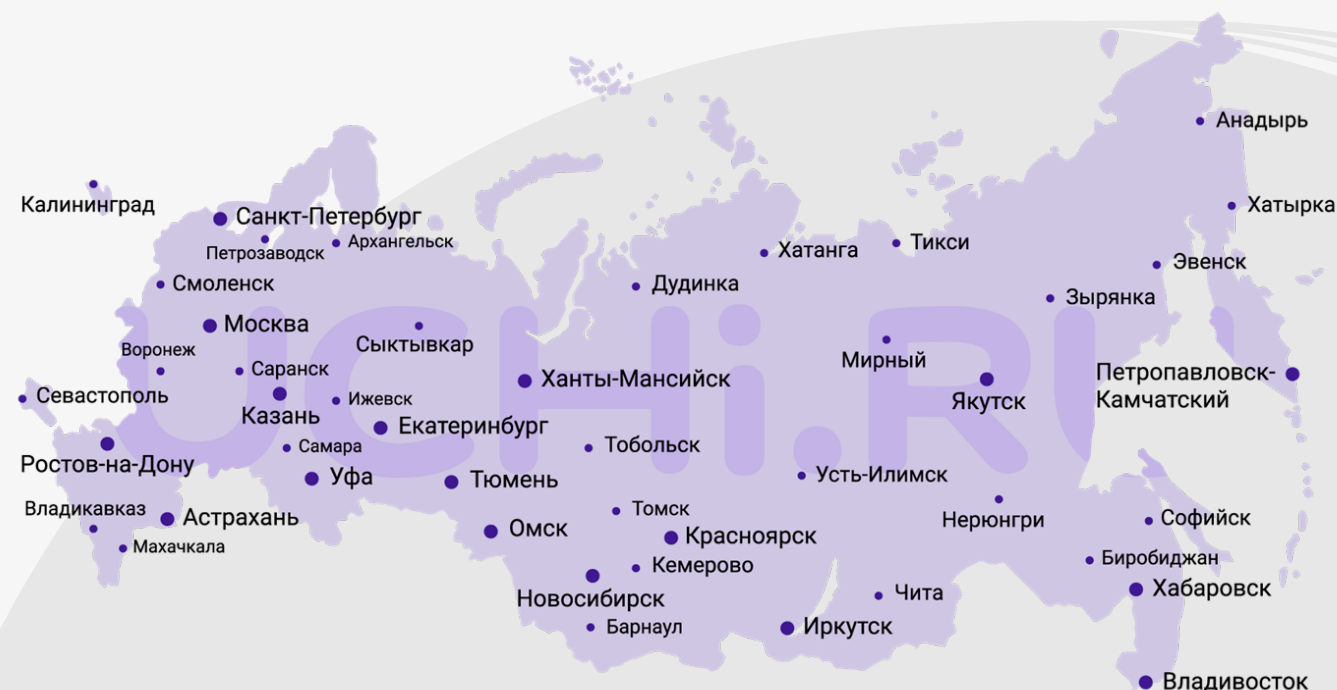 Анадырь
Калининград
Хатырка
Санкт-Петербург
Петрозаводск
Архангельск
Хатанга
Тикси
Эвенск
Смоленск
Дудинка
Зырянка
Москва
Сыктывкар
Воронеж
Саранск
Мирный
UCHi.RU
Севастополь
Казань
Ижевск
Ханты-Мансийск
Якутск
Петропавловск-
Камчатский
Екатеринбург
Ростов-на-Дону
Самара
Тобольск
Уфа
Тюмень
Усть-Илимск
Владикавказ
Астрахань
Томск
Нерюнгри
Софийск
Махачкала
Омск
Красноярск
Кемерово
Биробиджан
Новосибирск
Чита
Хабаровск
Барнаул
Иркутск
Владивосток